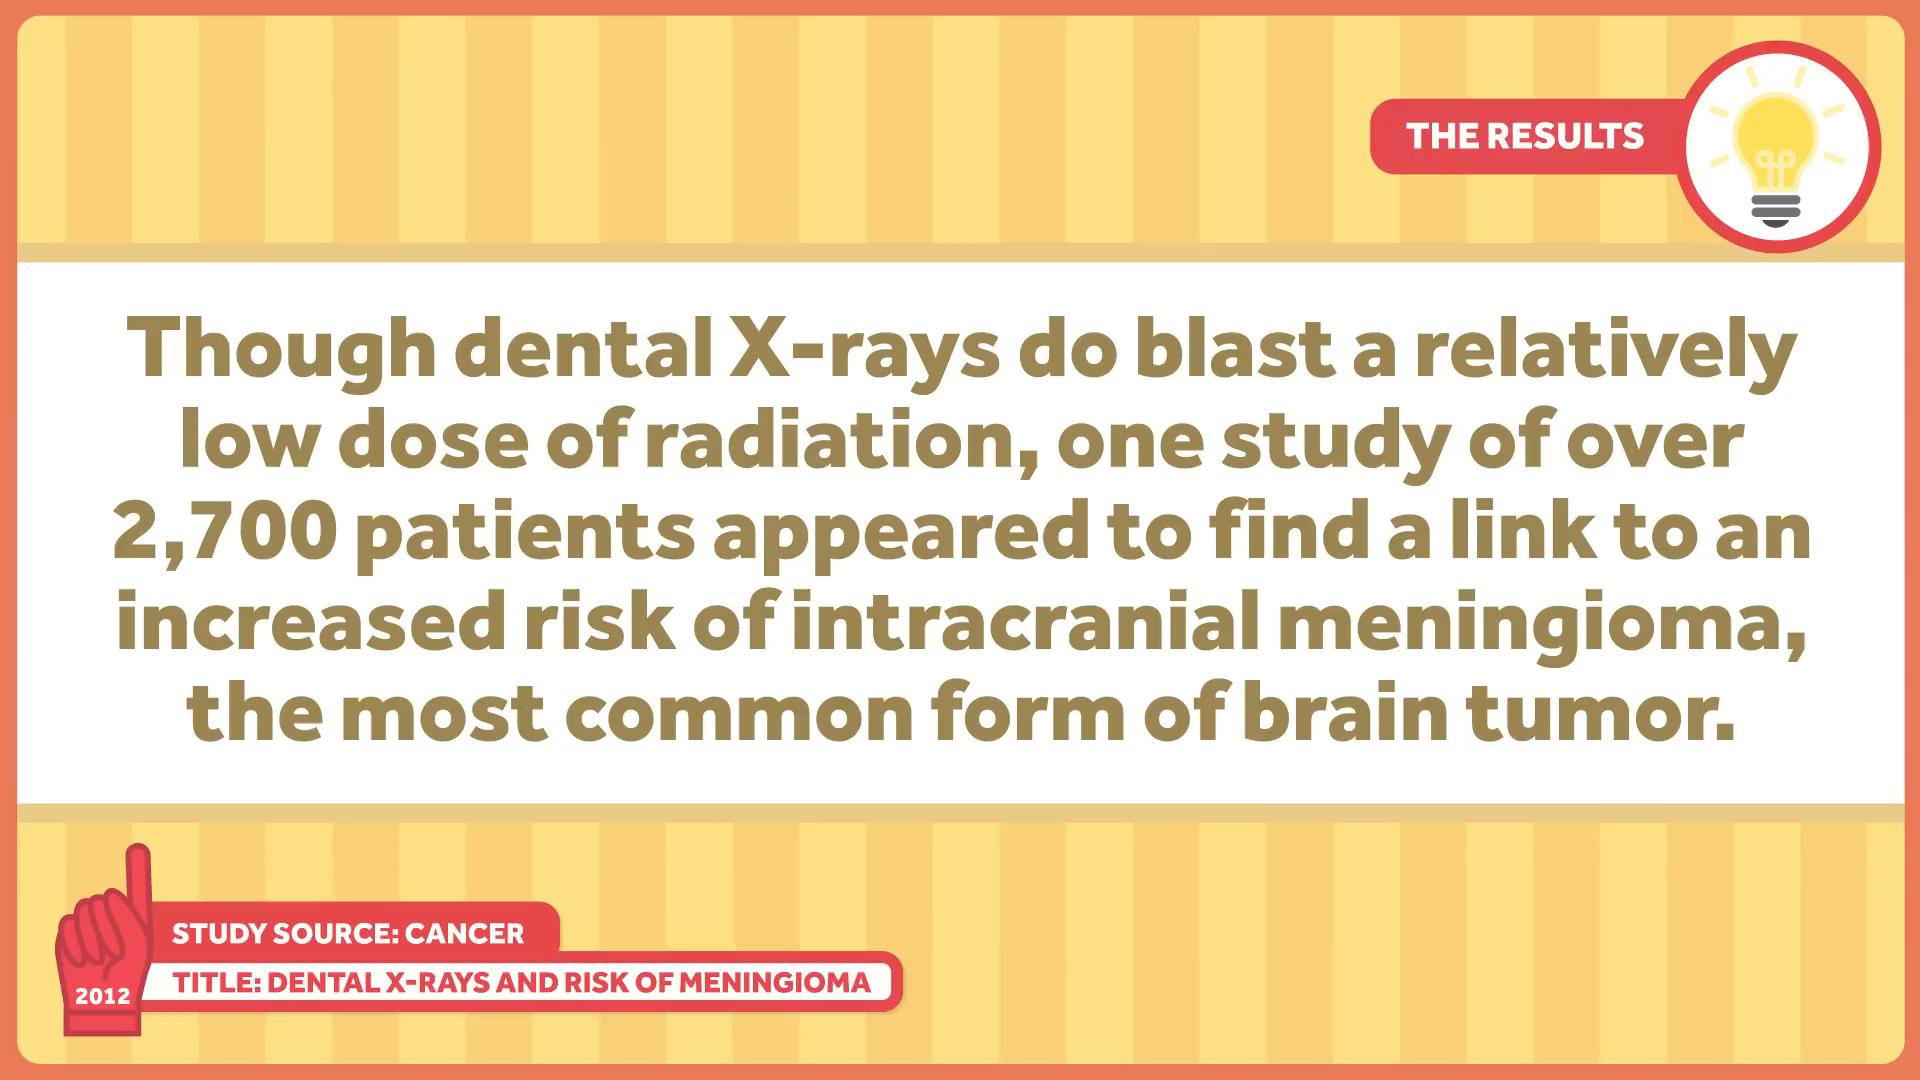 THE RESULTS
Though dental X-rays do blast a relatively
low dose of radiation, one study of over
2,700 patients appeared to find a link to an
increased risk of intracranial meningioma,
the most common form of brain tumor.
STUDY SOURCE: CANCER
TITLE: DENTAL X-RAYS AND RISK OF MENINGIOMA
2012